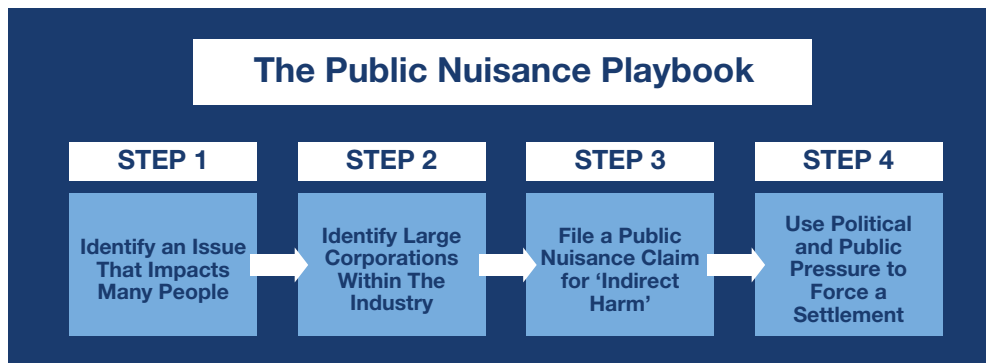 The Public Nuisance Playbook
STEP 1
Identify an Issue
That Impacts
Many People
STEP 2
Identify Large
Corporations
Within The
Industry
STEP 3
File a Public
Nuisance Claim
for ‘Indirect
Harm’
STEP 4
Use Political
and Public
Pressure to
Force a
Settlement